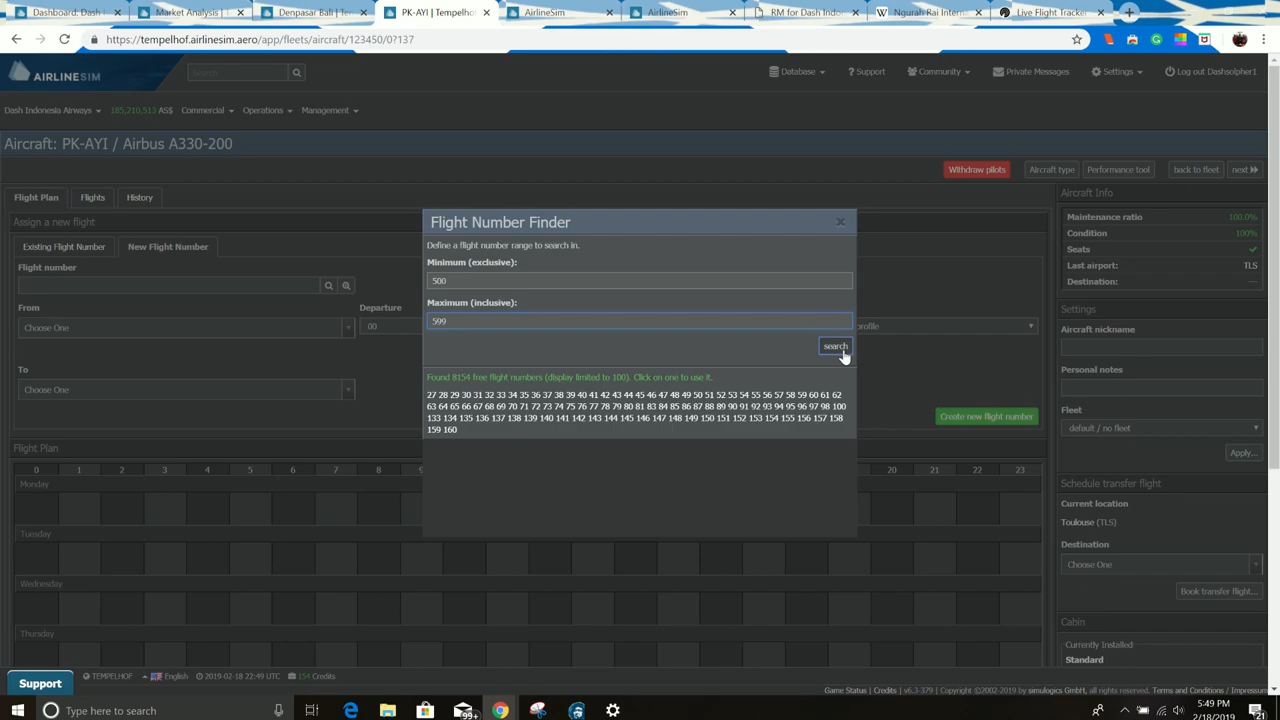 Dashboard. Dash Ind
Market Analysis |
Denpasar Bali | Temp
PK-AYI | Tempelhof
AirlineSim
AirlineSim
RM for Dash Indon
Ngurah Rai Interna
Live Flight Tracker
https://tempelhof.airlinesim.aero/app/fleets/aircraft/123450/0?137
AIRLINESIM
Search
Database
Support
Community
Private Messages
Settings
Log out Dashsolpher1
Dash Indonesia Airways
185,210,513 AS$
Commercial
Operations
Management
Aircraft: PK-AYI / Airbus A330-200
Withdraw pilots
Aircraft type
Performance tool
back to fleet
next
Flight Plan
Flights
History
Assign a new flight
Existing Flight Number
New Flight Number
Flight number
From
Choose One
Departure
00
To
Choose One
profile
Create new flight number
Flight Number Finder
Define a flight number range to search in.
Minimum (exclusive):
500
Maximum (inclusive):
599
search
Found 8154 free flight numbers (display limited to 100). Click on one to use it.
27 28 29 30 31 32 33 34 35 36 37 38 39 40 41 42 43 44 45 46 47 48 49 50 51 52 53 54 55 56 57 58 59 60 61 62
63 64 65 66 67 68 69 70 71 72 73 74 75 76 77 78 79 80 81 83 84 85 86 87 88 89 90 91 92 93 94 95 96 97 98 100
133 134 135 136 137 138 139 140 141 142 143 144 145 146 147 148 149 150 151 152 153 154 155 156 157 158
159 160
Flight Plan
0 1 2 3 4 5 6 7 8 9 20 21 22 23
Monday
Tuesday
Wednesday
Thursday
Aircraft Info
Maintenance ratio 100.0%
Condition 100%
Seats
Last airport: TLS
Destination: ---
Settings
Aircraft nickname
Personal notes
Fleet
default / no fleet
Apply...
Schedule transfer flight
Current location
Toulouse (TLS)
Destination
Choose One
Book transfer flight...
Cabin
Currently Installed
Standard
Support
TEMPELHOF
English
2019-02-18 22:49 UTC
154 Credits
Game Status | Credits | v6.3-379 | Copyright ©2002-2019 by simulogics GmbH, all rights reserved. Terms and Conditions / Impressum
Type here to search
99+
5:49 PM
2/18/2019
21